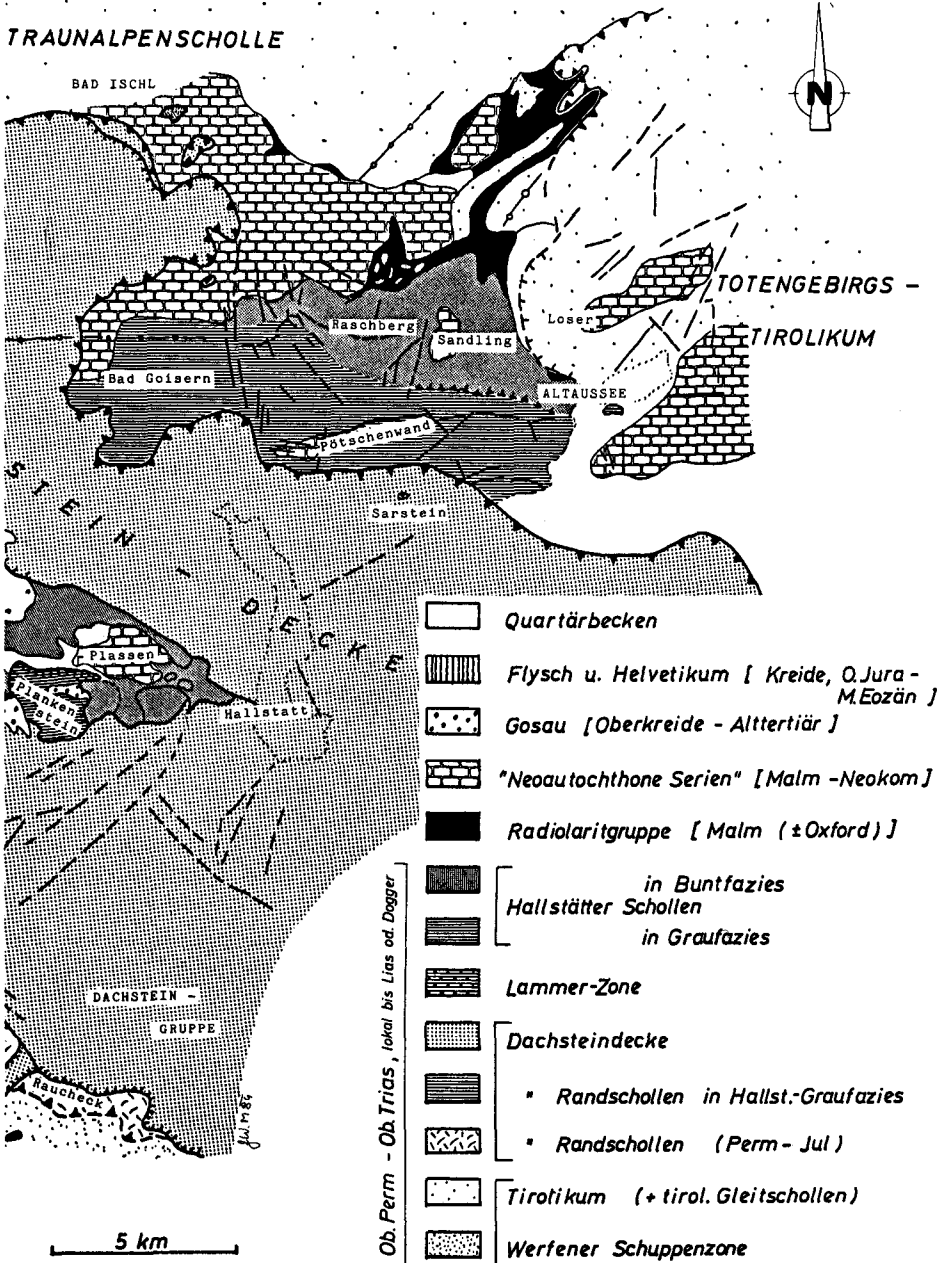 TRAUNALPENSCHOLLE
BAD ISCHL
N
TOTENGEBIRGS -
TIROLIKUM
Loser
Raschberg
Sandling
Bad Goisern
ALTAUSSEE
Pötschenwand
Sarstein
STEIN - DECKE
Plassen
Planken
stein
Hallstatt
DACHSTEIN -
GRUPPE
Raucheck
5 km
Quartärbecken
Flysch u. Helvetikum [ Kreide, O.Jura -
M.Eozän ]
Gosau [Oberkreide - Alttertiär ]
"Neoautochthone Serien" [Malm - Neokom]
Radiolaritgruppe [ Malm (± Oxford) ]
in Buntfazies
Hallstätter Schollen
in Graufazies
Lammer-Zone
Dachsteindecke
" Randschollen in Hallst.-Graufazies
" Randschollen (Perm - Jul)
Tirolikum (+ tirol. Gleitschollen)
Werfener Schuppenzone
Ob. Perm - Ob. Trias, lokal bis Lias od. Dogger